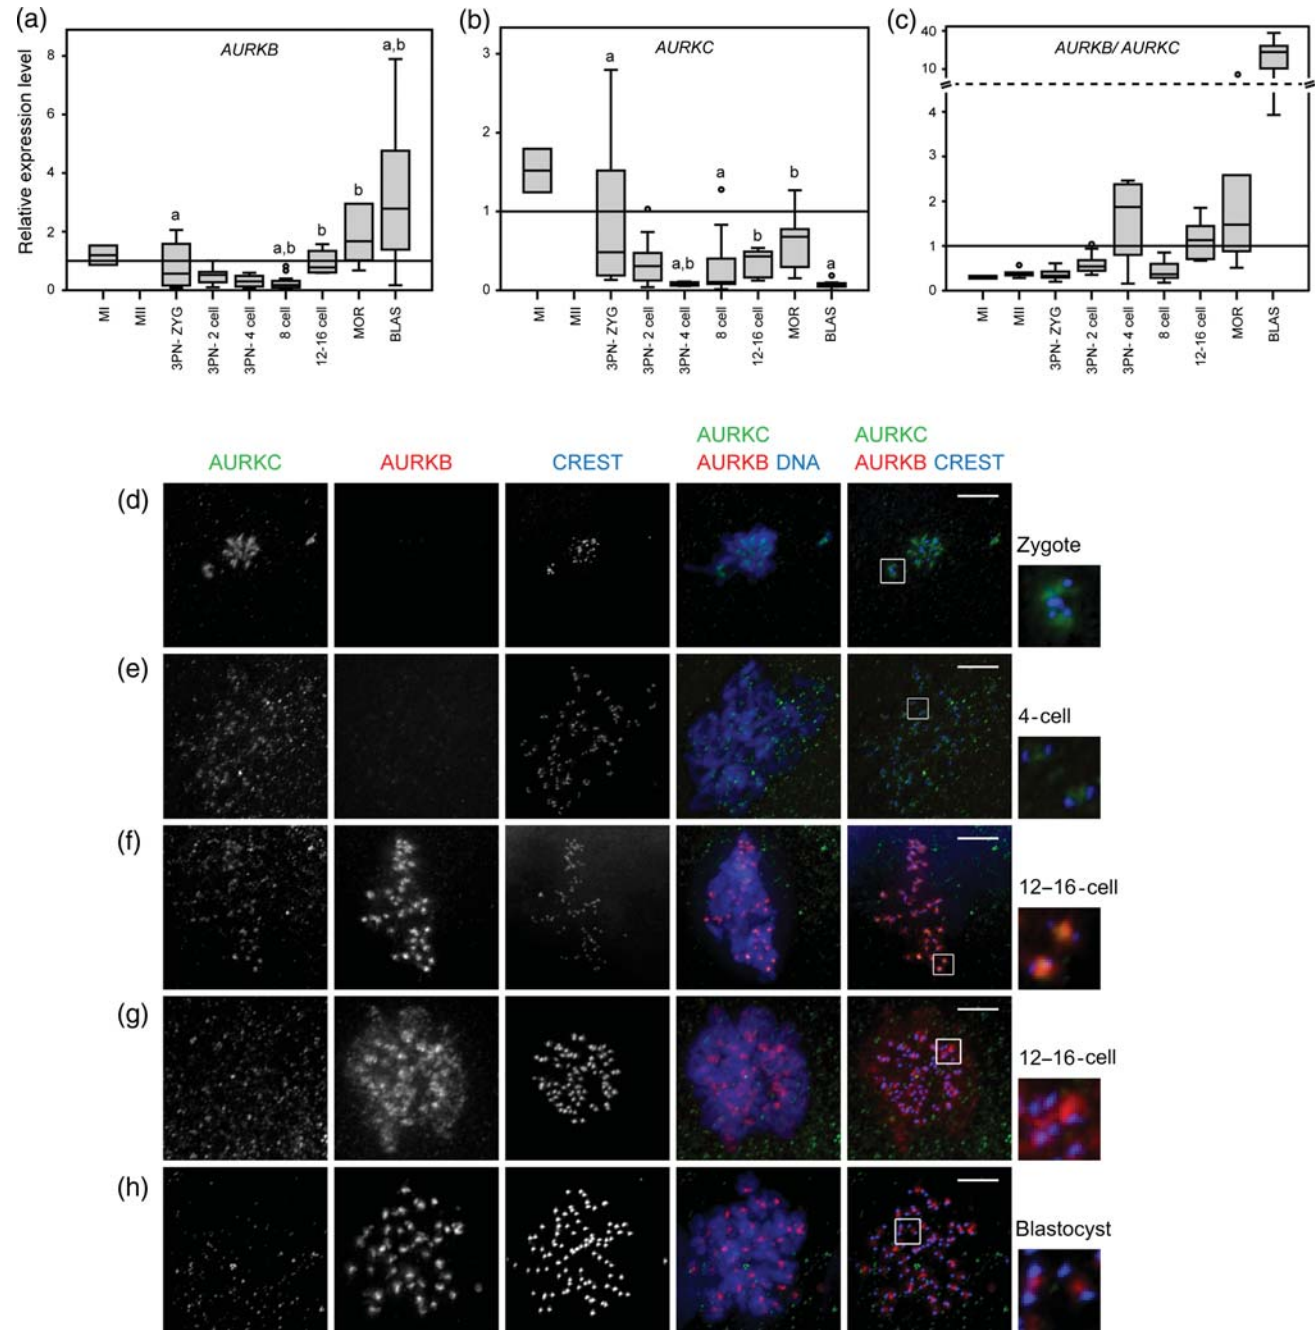 (a)
AURKB
a
a,b
b
b
a,b
Relative expression level
8
6
4
2
0
MI
MII
3PN- ZYG
3PN- 2 cell
3PN- 4 cell
8 cell
12-16 cell
MOR
BLAS
(b)
AURKC
a
a,b
a
b
b
a
3
2
1
0
MI
MII
3PN- ZYG
3PN- 2 cell
3PN- 4 cell
8 cell
12-16 cell
MOR
BLAS
(c)
AURKB/ AURKC
40
10
4
3
2
1
0
MI
MII
3PN- ZYG
3PN- 2 cell
3PN- 4 cell
8 cell
12-16 cell
MOR
BLAS
AURKC
AURKB
CREST
AURKC
AURKB DNA
AURKC
AURKB CREST
(d)
Zygote
(e)
4-cell
(f)
12–16-cell
(g)
12–16-cell
(h)
Blastocyst